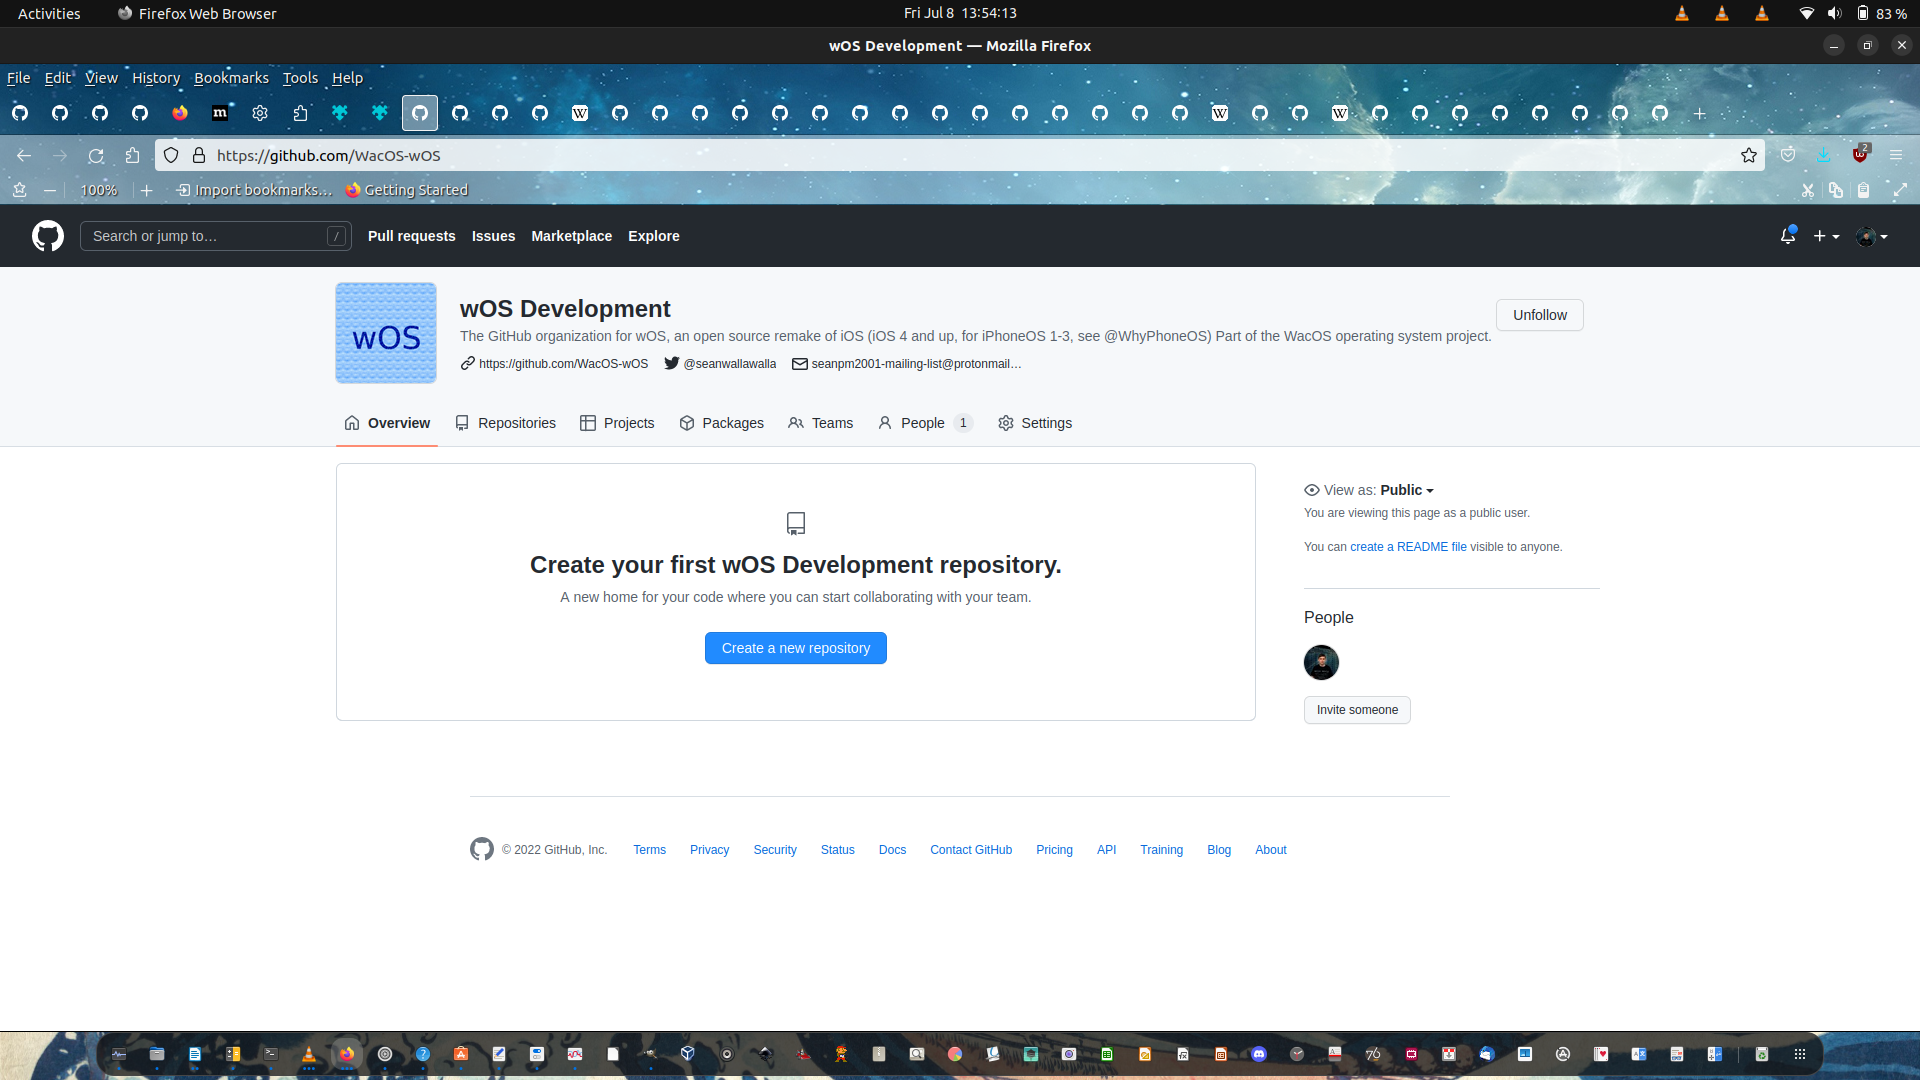 Activities
Firefox Web Browser
Fri Jul 8 13:54:13
83 %
wOS Development — Mozilla Firefox
File Edit View History Bookmarks Tools Help
https://github.com/WacOS-wOS
2
100%
Import bookmarks…
Getting Started
Search or jump to…
/
Pull requests Issues Marketplace Explore
wOS
wOS Development
Unfollow
The GitHub organization for wOS, an open source remake of iOS (iOS 4 and up, for iPhoneOS 1-3, see @WhyPhoneOS) Part of the WacOS operating system project.
https://github.com/WacOS-wOS @seanwallawalla seanpm2001-mailing-list@protonmail…
Overview Repositories Projects Packages Teams People 1 Settings
Create your first wOS Development repository.
A new home for your code where you can start collaborating with your team.
Create a new repository
View as: Public
You are viewing this page as a public user.
You can create a README file visible to anyone.
People
Invite someone
© 2022 GitHub, Inc. Terms Privacy Security Status Docs Contact GitHub Pricing API Training Blog About